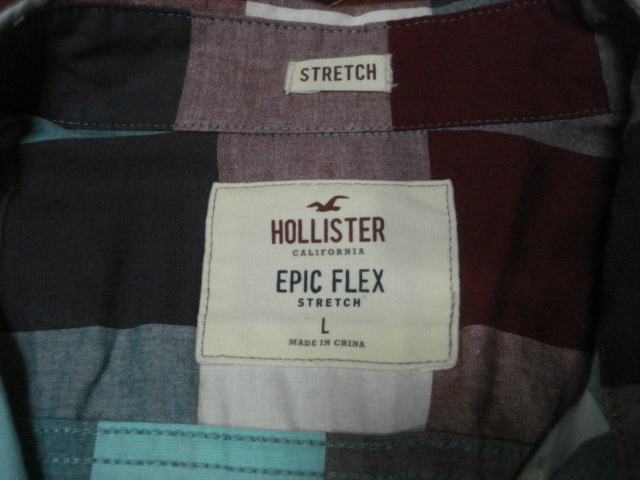 STRETCH
HOLLISTER
CALIFORNIA
EPIC FLEX
STRETCH
L
MADE IN CHINA